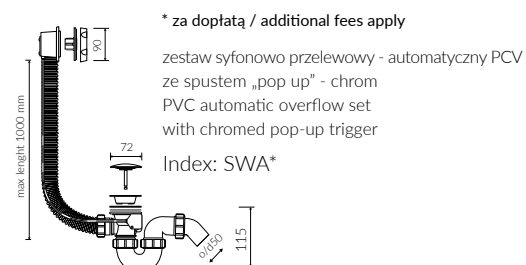 * za dopłatą / additional fees apply
zestaw syfonowo przelewowy - automatyczny PCV
ze spustem „pop up" - chrom
PVC automatic overflow set
with chromed pop-up trigger
Index: SWA*
90
max lenght 1000 mm
72
o/d50
115